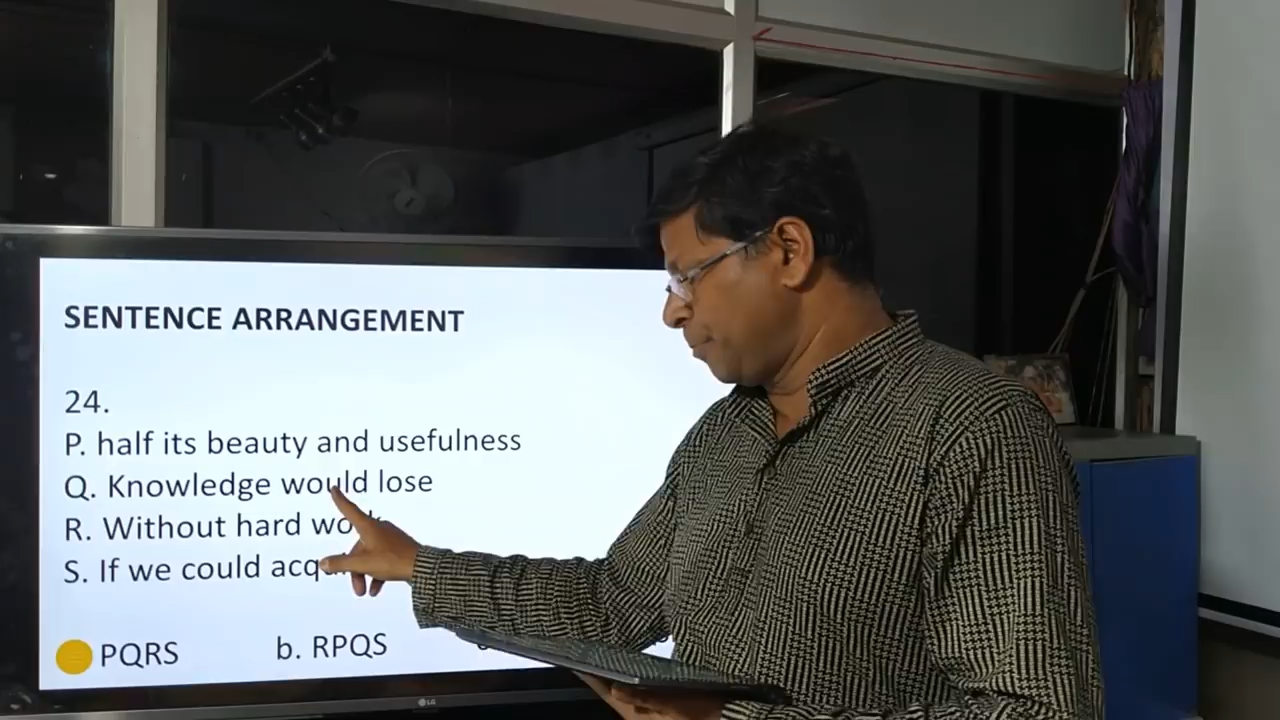 SENTENCE ARRANGEMENT
24.
P. half its beauty and usefulness
Q. Knowledge would lose
R. Without hard
S. If we could
PQRS
b. RPQS
LG